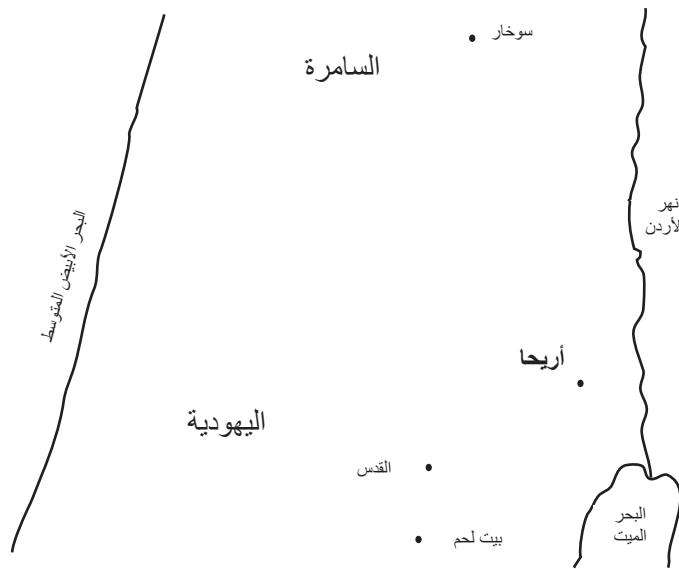 سوخار
السامرة
نهر
الأردن
البحر الأبيض المتوسط
أريحا
اليهودية
القدس
البحر
الميت
بيت لحم